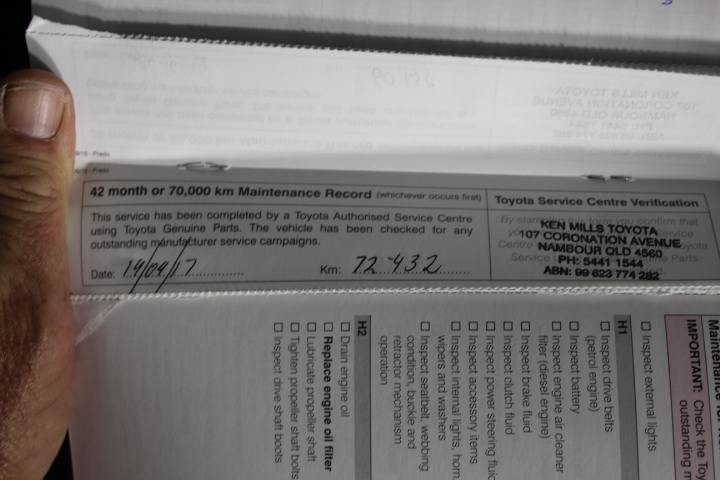 42 month or 70,000 km Maintenance Record (whichever occurs first)
This service has been completed by a Toyota Authorised Service Centre
using Toyota Genuine Parts. The vehicle has been checked for any
outstanding manufacturer service campaigns.
Date: 19/09/17
Km: 72 432
Toyota Service Centre Verification
KEN MILLS TOYOTA
107 CORONATION AVENUE
NAMBOUR QLD 4560
PH: 5441 1544
ABN: 99 623 774 282
IMPORTANT: Check the Toy
outstanding m
☐ Inspect external lights
H1
☐ Inspect drive belts
(petrol engine)
☐ Inspect battery
☐ Inspect engine air cleaner
filter (diesel engine)
☐ Inspect brake fluid
☐ Inspect clutch fluid
☐ Inspect power steering fluid
☐ Inspect accessory items
☐ Inspect internal lights, horn,
wipers and washers
☐ Inspect seatbelt, webbing
condition, buckle and
retractor mechanism
operation
H2
☐ Drain engine oil
☐ Replace engine oil filter
☐ Lubricate propeller shaft
☐ Tighten propeller shaft bolts
☐ Inspect drive shaft boots